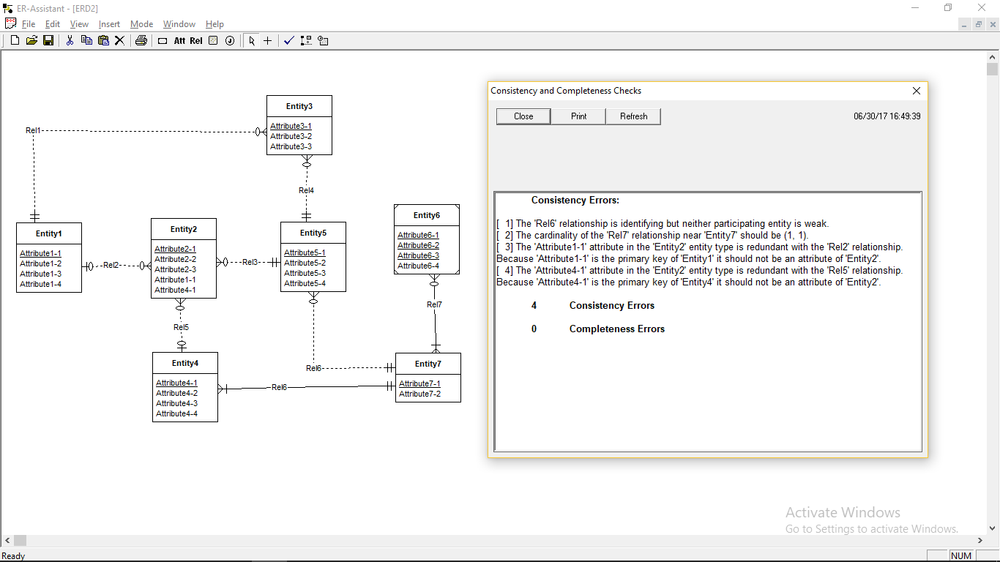 ER-Assistant - [ERD2]
File Edit View Insert Mode Window Help
Att Rel
Entity3
Attribute3-1
Attribute3-2
Attribute3-3
Rel1
Rel4
Entity1
Attribute1-1
Attribute1-2
Attribute1-3
Attribute1-4
Rel2
Entity2
Attribute2-1
Attribute2-2
Attribute2-3
Attribute1-1
Attribute4-1
Rel3
Entity5
Attribute5-1
Attribute5-2
Attribute5-3
Attribute5-4
Entity6
Attribute6-1
Attribute6-2
Attribute6-3
Attribute6-4
Rel7
Rel5
Entity4
Attribute4-1
Attribute4-2
Attribute4-3
Attribute4-4
Rel6
Rel6
Entity7
Attribute7-1
Attribute7-2
Consistency and Completeness Checks
Close Print Refresh 06/30/17 16:49:39
Consistency Errors:
[ 1] The 'Rel6' relationship is identifying but neither participating entity is weak.
[ 2] The cardinality of the 'Rel7' relationship near 'Entity7' should be (1, 1).
[ 3] The 'Attribute1-1' attribute in the 'Entity2' entity type is redundant with the 'Rel2' relationship.
Because 'Attribute1-1' is the primary key of 'Entity1' it should not be an attribute of 'Entity2'.
[ 4] The 'Attribute4-1' attribute in the 'Entity2' entity type is redundant with the 'Rel5' relationship.
Because 'Attribute4-1' is the primary key of 'Entity4' it should not be an attribute of 'Entity2'.
4 Consistency Errors
0 Completeness Errors
Activate Windows
Go to Settings to activate Windows.
Ready
NUM